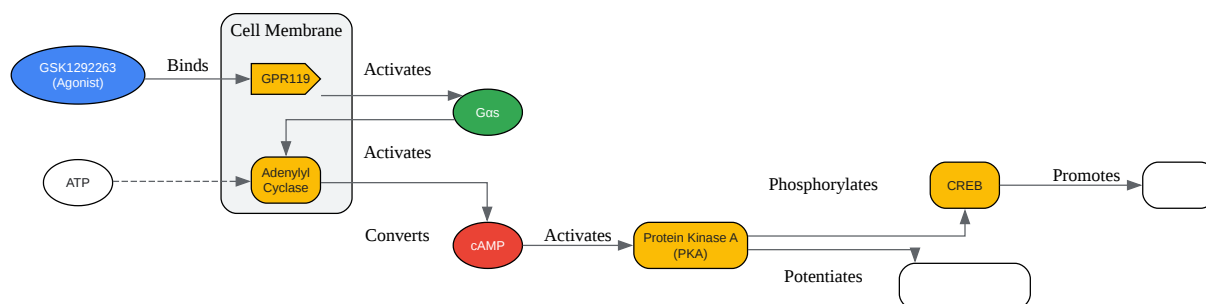 Cell Membrane
GSK1292263
(Agonist)
Binds
GPR119
Activates
Gαs
Activates
ATP
Adenylyl
Cyclase
Converts
cAMP
Activates
Protein Kinase A
(PKA)
Phosphorylates
CREB
Promotes
Potentiates